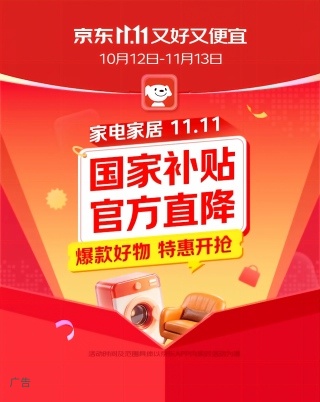 京东11.11又好又便宜
10月12日-11月13日
家电家居 11.11
国家补贴
官方直降
爆款好物 特惠开抢
广告